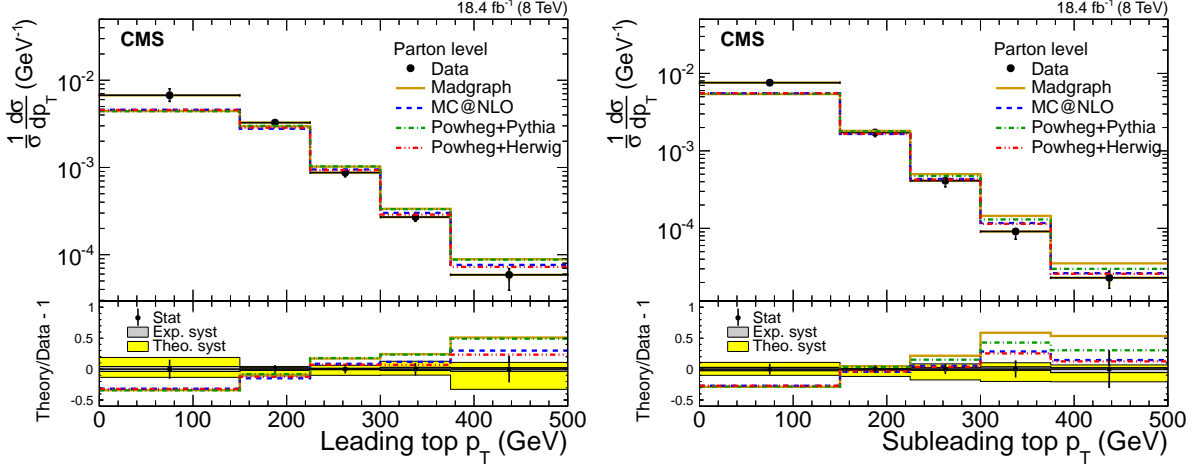 18.4 fb⁻¹ (8 TeV)
CMS
Parton level
Data
Madgraph
MC@NLO
Powheg+Pythia
Powheg+Herwig
1/σ dσ/dp_T (GeV⁻¹)
10⁻²
10⁻³
10⁻⁴
Stat
Exp. syst
Theo. syst
Theory/Data - 1
1
0.5
0
-0.5
0 100 200 300 400 500
Leading top p_T (GeV)
18.4 fb⁻¹ (8 TeV)
CMS
Parton level
Data
Madgraph
MC@NLO
Powheg+Pythia
Powheg+Herwig
1/σ dσ/dp_T (GeV⁻¹)
10⁻²
10⁻³
10⁻⁴
Stat
Exp. syst
Theo. syst
Theory/Data - 1
1
0.5
0
-0.5
0 100 200 300 400 500
Subleading top p_T (GeV)